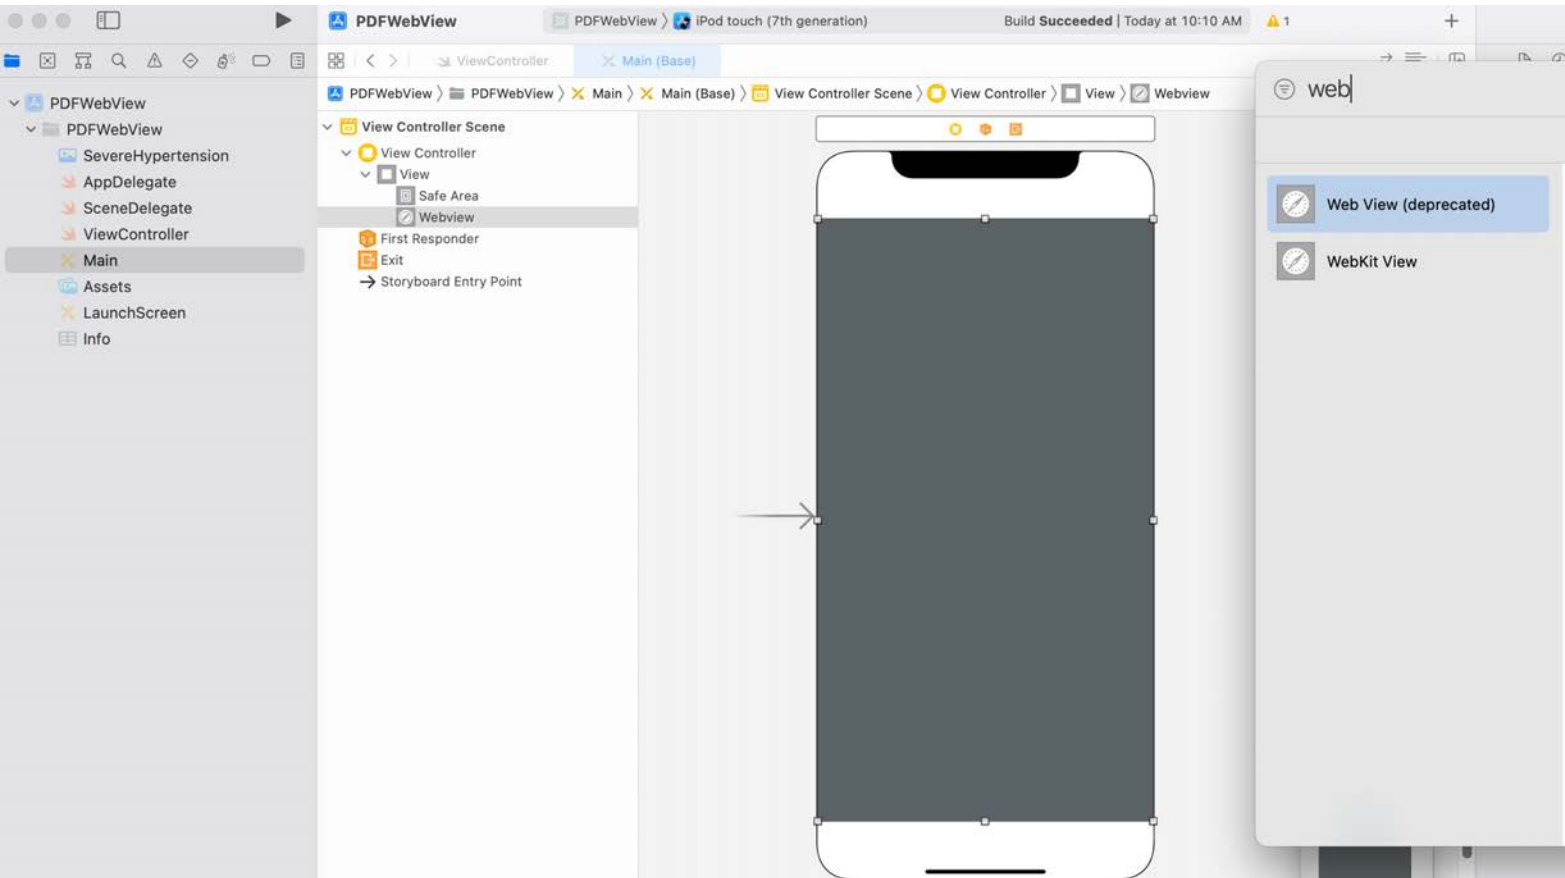 PDFWebView
PDFWebView 〉 iPod touch (7th generation)
Build Succeeded | Today at 10:10 AM
1
ViewController
Main (Base)
PDFWebView 〉 PDFWebView 〉 Main 〉 Main (Base) 〉 View Controller Scene 〉 View Controller 〉 View 〉 Webview
PDFWebView
PDFWebView
SevereHypertension
AppDelegate
SceneDelegate
ViewController
Main
Assets
LaunchScreen
Info
View Controller Scene
View Controller
View
Safe Area
Webview
First Responder
Exit
Storyboard Entry Point
web
Web View (deprecated)
WebKit View